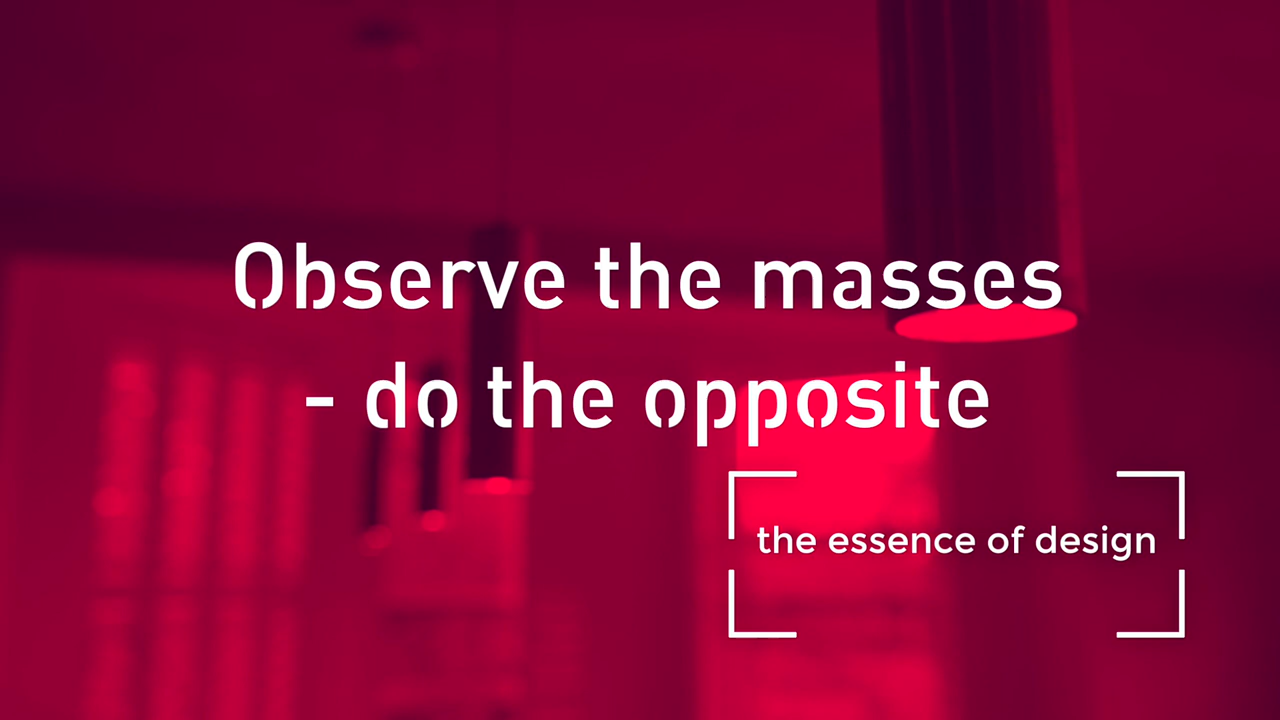 Observe the masses
- do the opposite
the essence of design